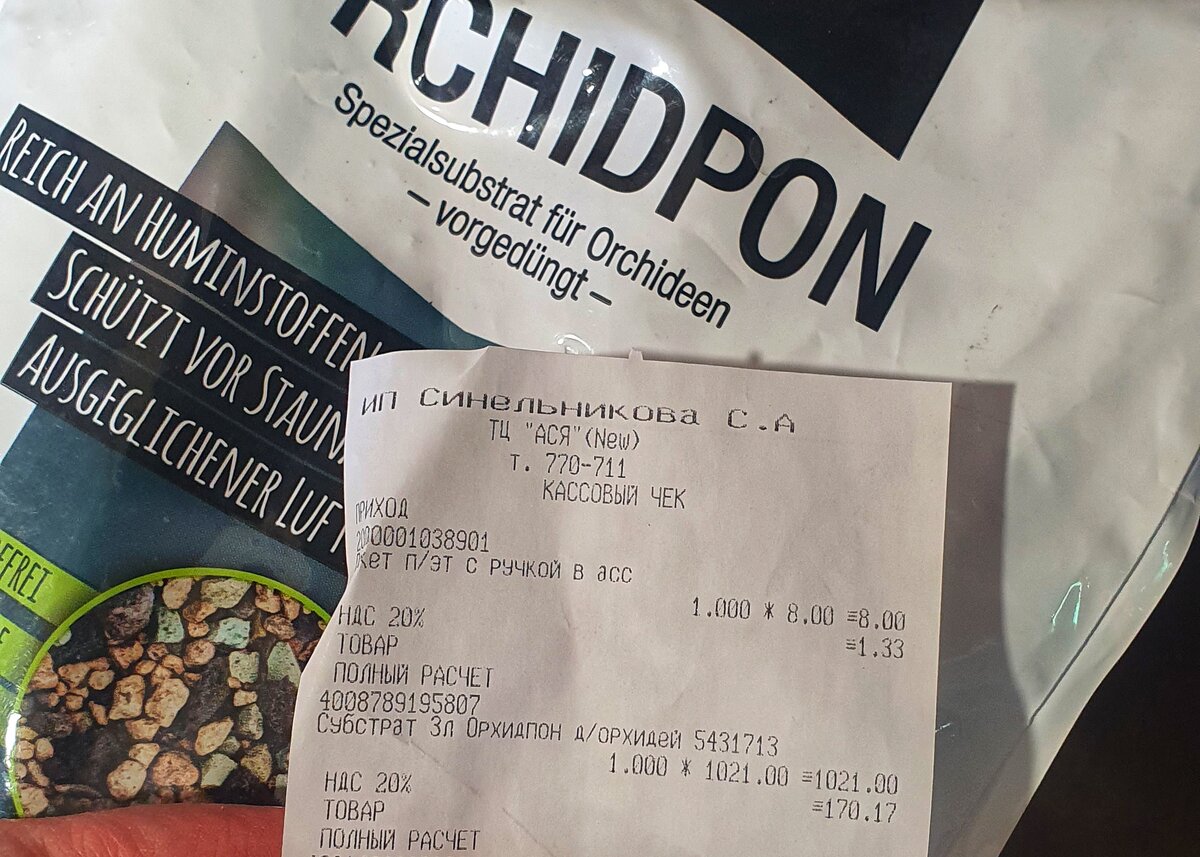 RCHIDPON
Spezialsubstrat für Orchideen
– vorgedüngt –
REICH AN HUMINSTOFFEN
SCHÜTZT VOR STAUN
AUSGEGLICHENER LUFT
FREI
ИП СИНЕЛЬНИКОВА С.А
ТЦ "АСЯ"(New)
т. 770-711
КАССОВЫЙ ЧЕК
ПРИХОД
2000001038901
кет П/ЭТ С РУЧКОЙ В асс
1.000 * 8.00 ≡8.00
НДС 20% ≡1.33
ТОВАР
ПОЛНЫЙ РАСЧЕТ
4008789195807
Субстрат 3л Орхидпон д/орхидей 5431713
1.000 * 1021.00 ≡1021.00
НДС 20% ≡170.17
ТОВАР
ПОЛНЫЙ РАСЧЕТ